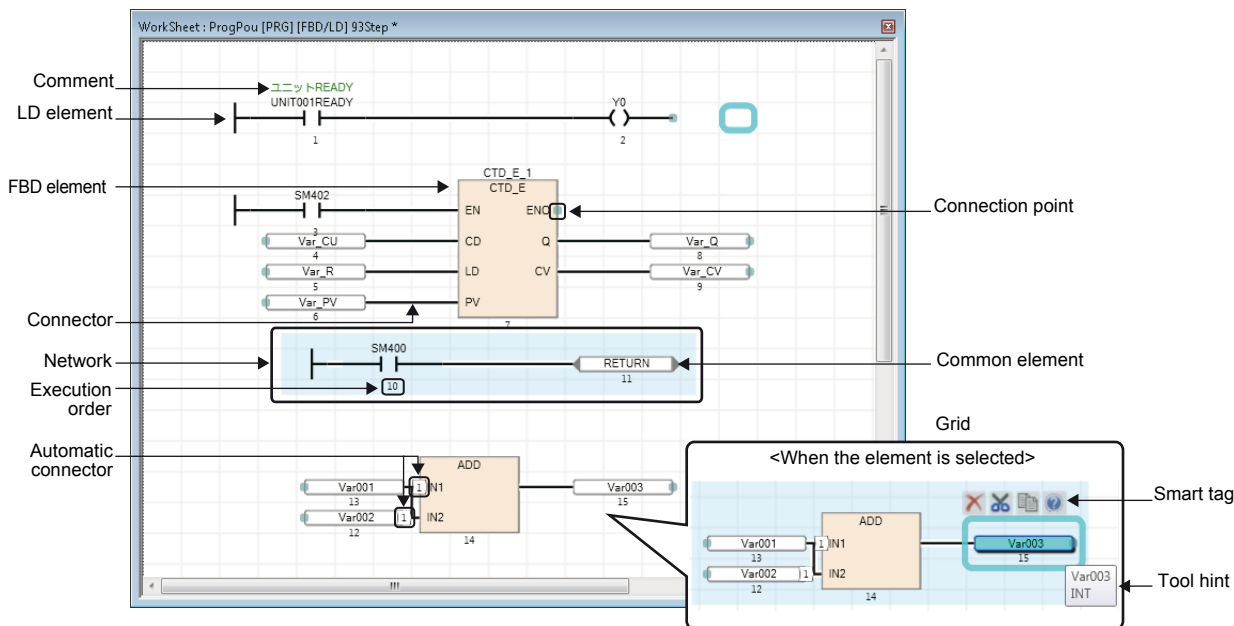 WorkSheet : ProgPou [PRG] [FBD/LD] 93Step *
Comment
ユニットREADY
UNIT001READY
Y0
LD element
1
2
CTD_E_1
FBD element
CTD_E
SM402
EN
ENO
Connection point
3
Var_CU
CD
Q
Var_Q
4
8
Var_R
LD
CV
Var_CV
5
9
Var_PV
PV
6
7
Connector
SM400
Network
RETURN
Common element
11
10
Execution
order
Grid
Automatic
connector
ADD
Var001
1
IN1
Var003
13
15
Var002
1
IN2
12
14
<When the element is selected>
Smart tag
ADD
Var001
1
IN1
Var003
13
15
Var002
1
IN2
12
14
Var003
INT
Tool hint